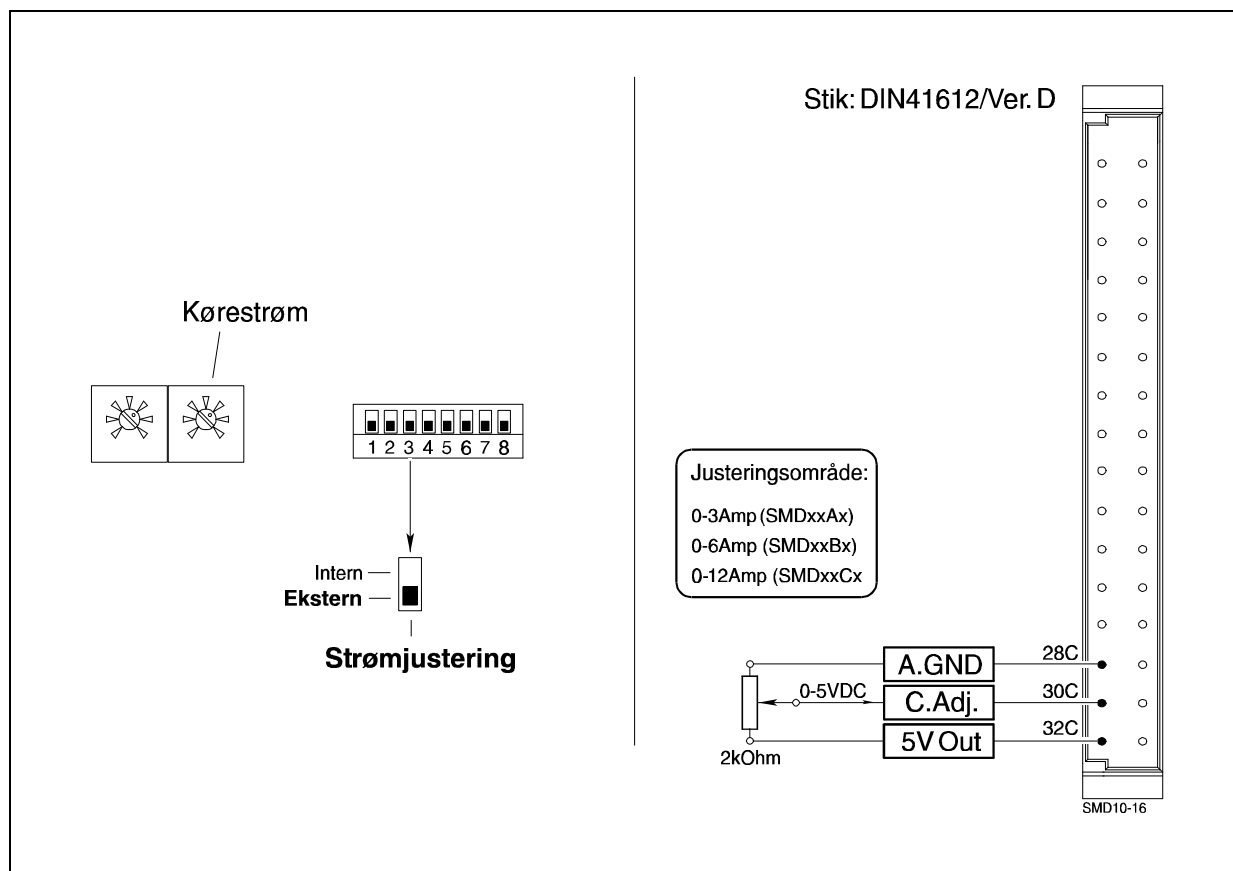 Stik: DIN41612/Ver. D
Kørestrøm
1 2 3 4 5 6 7 8
Intern
Ekstern
Strømjustering
Justeringsområde:
0-3Amp (SMDxxAx)
0-6Amp (SMDxxBx)
0-12Amp (SMDxxCx
A.GND
28C
0-5VDC
C.Adj.
30C
5V Out
32C
2kOhm
SMD10-16